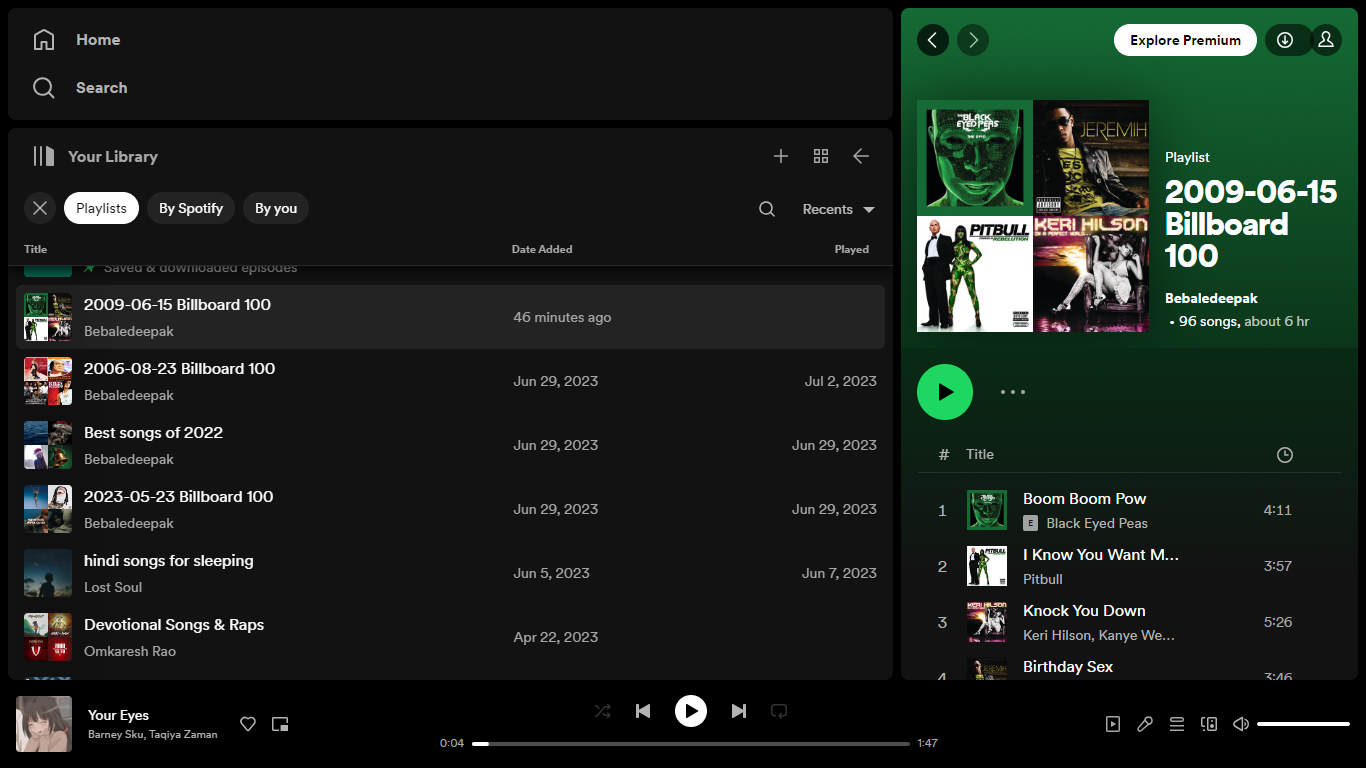 Home
Search
Your Library
Playlists
By Spotify
By you
Recents
Title Date Added Played
Saved & downloaded episodes
2009-06-15 Billboard 100
Bebaledeepak
46 minutes ago
2006-08-23 Billboard 100
Bebaledeepak
Jun 29, 2023
Jul 2, 2023
Best songs of 2022
Bebaledeepak
Jun 29, 2023
Jun 29, 2023
2023-05-23 Billboard 100
Bebaledeepak
Jun 29, 2023
Jun 29, 2023
hindi songs for sleeping
Lost Soul
Jun 5, 2023
Jun 7, 2023
Devotional Songs & Raps
Omkaresh Rao
Apr 22, 2023
Explore Premium
BLACK
EYED PEAS
THE END
JEREMIH
PITBULL
REBELUTION
KERI HILSON
IN A PERFECT WORLD...
Playlist
2009-06-15
Billboard
100
Bebaledeepak
• 96 songs, about 6 hr
# Title
1
Boom Boom Pow
E Black Eyed Peas
4:11
2
I Know You Want M...
Pitbull
3:57
3
Knock You Down
Keri Hilson, Kanye We...
5:26
4
Birthday Sex
3:46
Your Eyes
Barney Sku, Taqiya Zaman
0:04
1:47